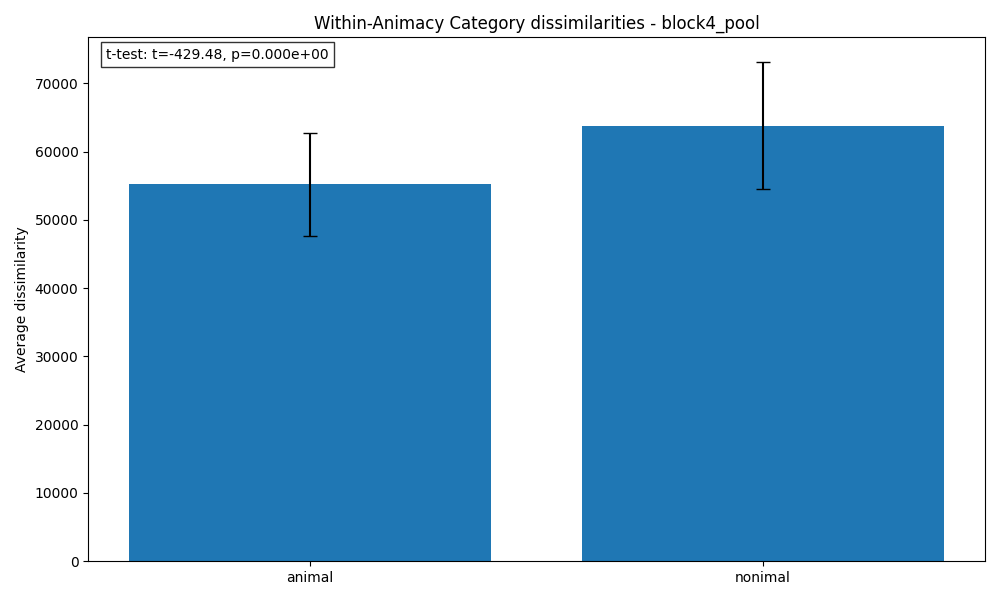 Within-Animacy Category dissimilarities - block4_pool
t-test: t=-429.48, p=0.000e+00
Average dissimilarity
70000
60000
50000
40000
30000
20000
10000
0
animal
nonimal